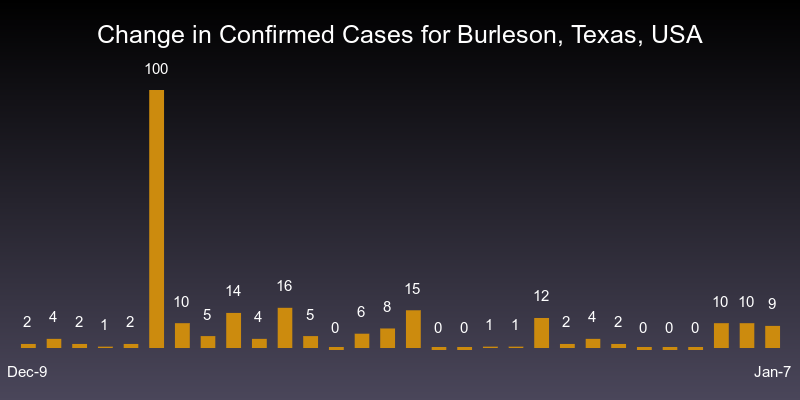 Change in Confirmed Cases for Burleson, Texas, USA
100
2 4 2 1 2 10 5 14 4 16 5 0 6 8 15 0 0 1 1 12 2 4 2 0 0 0 10 10 9
Dec-9 Jan-7